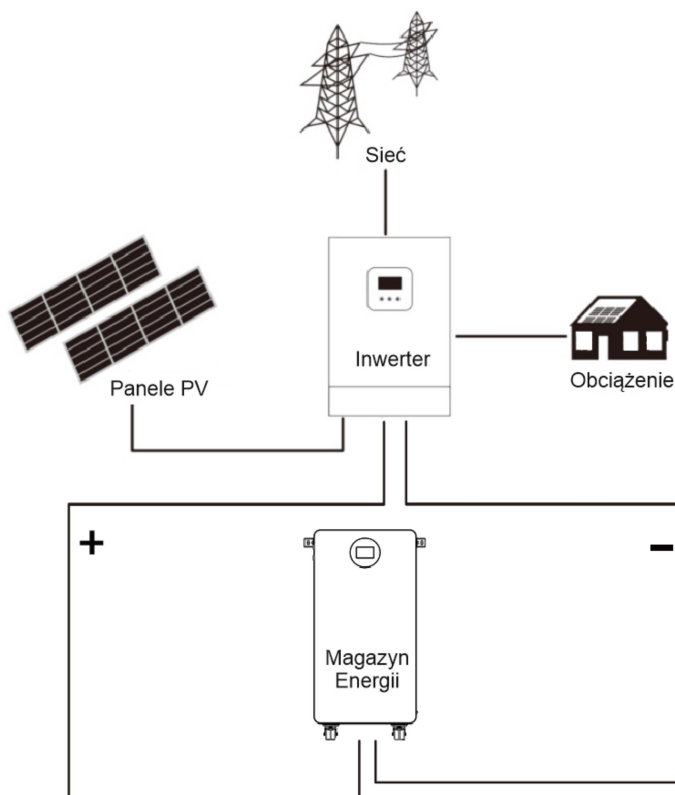 Sieć
Inwerter
Obciążenie
Panele PV
+
-
Magazyn
Energii